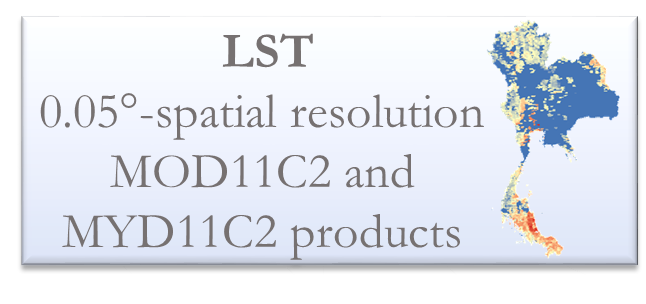 LST
0.05°-spatial resolution
MOD11C2 and
MYD11C2 products